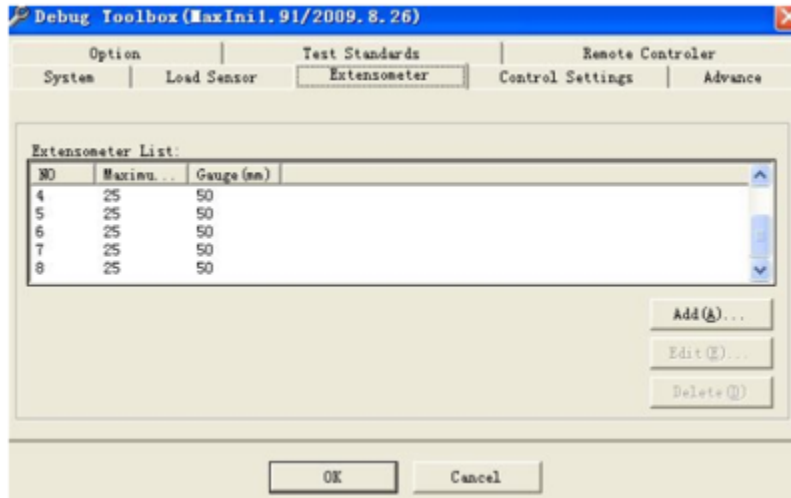 Debug Toolbox(MaxIni1.91/2009.8.26)
Option Test Standards Remote Controler
System Load Sensor Extensometer Control Settings Advance
Extensometer List:
NO Maximu... Gauge(mm)
4 25 50
5 25 50
6 25 50
7 25 50
8 25 50
Add(A)...
Edit(E)...
Delete(D)
OK Cancel